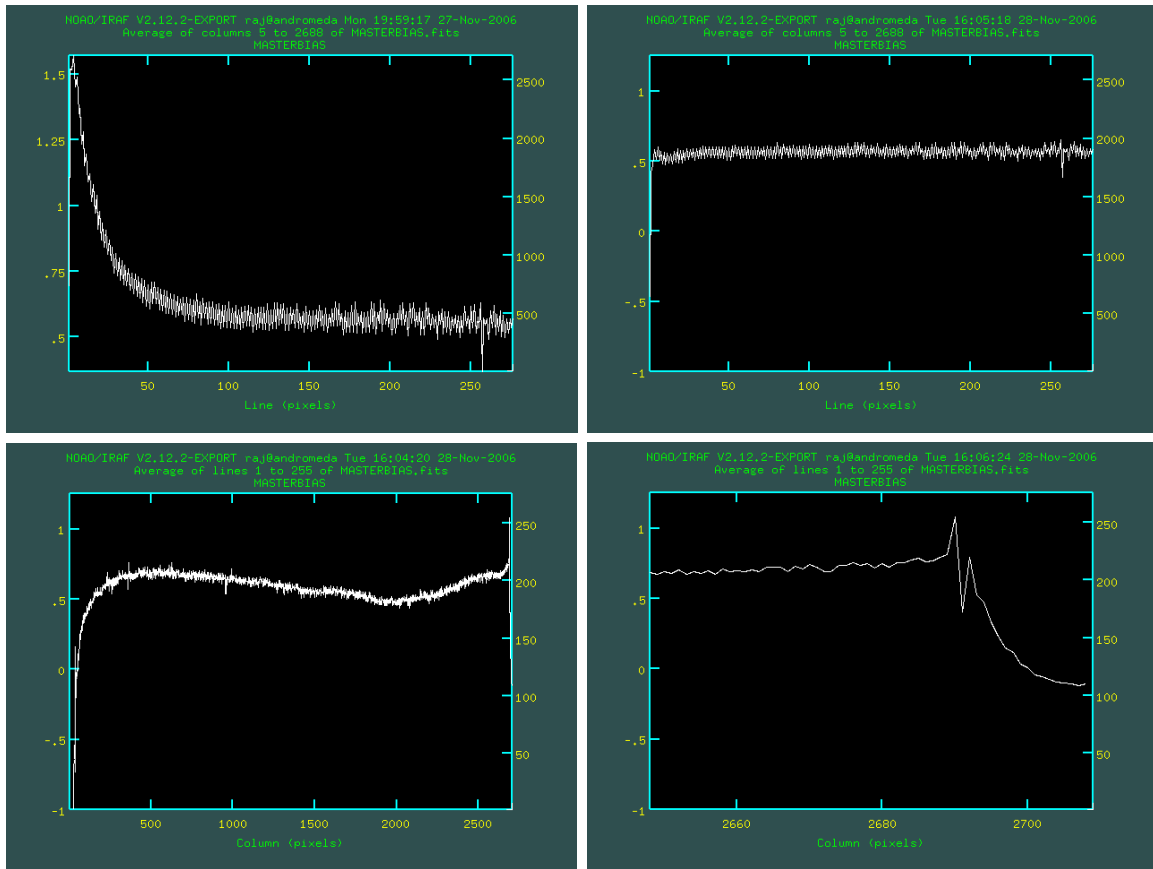 NOAO/IRAF V2.12.2-EXPORT raj@andromeda Mon 19:59:17 27-Nov-2006
Average of columns 5 to 2688 of MASTERBIAS.fits
MASTERBIAS
1.5
1.25
1
.75
.5
2500
2000
1500
1000
500
50 100 150 200 250
Line (pixels)
NOAO/IRAF V2.12.2-EXPORT raj@andromeda Tue 16:05:18 28-Nov-2006
Average of columns 5 to 2688 of MASTERBIAS.fits
MASTERBIAS
1
.5
0
-.5
-1
2500
2000
1500
1000
500
50 100 150 200 250
Line (pixels)
NOAO/IRAF V2.12.2-EXPORT raj@andromeda Tue 16:04:20 28-Nov-2006
Average of lines 1 to 255 of MASTERBIAS.fits
MASTERBIAS
1
.5
0
-.5
-1
250
200
150
100
50
500 1000 1500 2000 2500
Column (pixels)
NOAO/IRAF V2.12.2-EXPORT raj@andromeda Tue 16:06:24 28-Nov-2006
Average of lines 1 to 255 of MASTERBIAS.fits
MASTERBIAS
1
.5
0
-.5
-1
250
200
150
100
50
2660 2680 2700
Column (pixels)